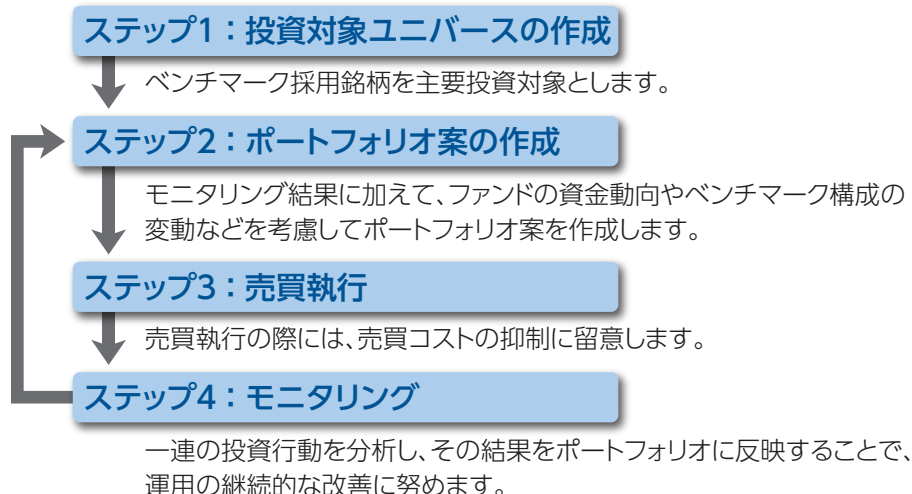 ステップ1：投資対象ユニバースの作成
ベンチマーク採用銘柄を主要投資対象とします。
ステップ2：ポートフォリオ案の作成
モニタリング結果に加えて、ファンドの資金動向やベンチマーク構成の
変動などを考慮してポートフォリオ案を作成します。
ステップ3：売買執行
売買執行の際には、売買コストの抑制に留意します。
ステップ4：モニタリング
一連の投資行動を分析し、その結果をポートフォリオに反映することで、
運用の継続的な改善に努めます。